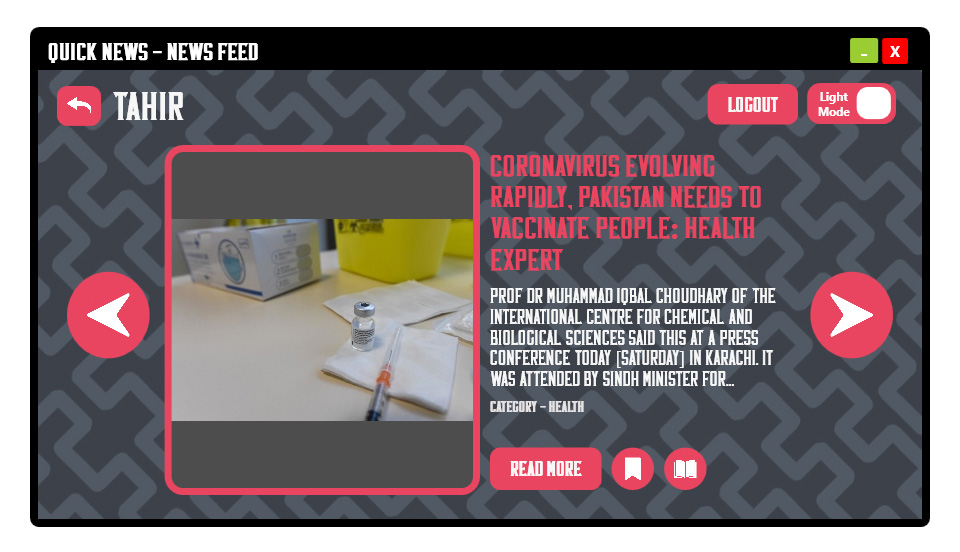 QUICK NEWS - NEWS FEED
_ X
TAHIR
LOGOUT
Light
Mode
CORONAVIRUS EVOLVING
RAPIDLY, PAKISTAN NEEDS TO
VACCINATE PEOPLE: HEALTH
EXPERT
PROF DR MUHAMMAD IQBAL CHOUDHARY OF THE
INTERNATIONAL CENTRE FOR CHEMICAL AND
BIOLOGICAL SCIENCES SAID THIS AT A PRESS
CONFERENCE TODAY [SATURDAY] IN KARACHI. IT
WAS ATTENDED BY SINDH MINISTER FOR...
CATEGORY - HEALTH
READ MORE